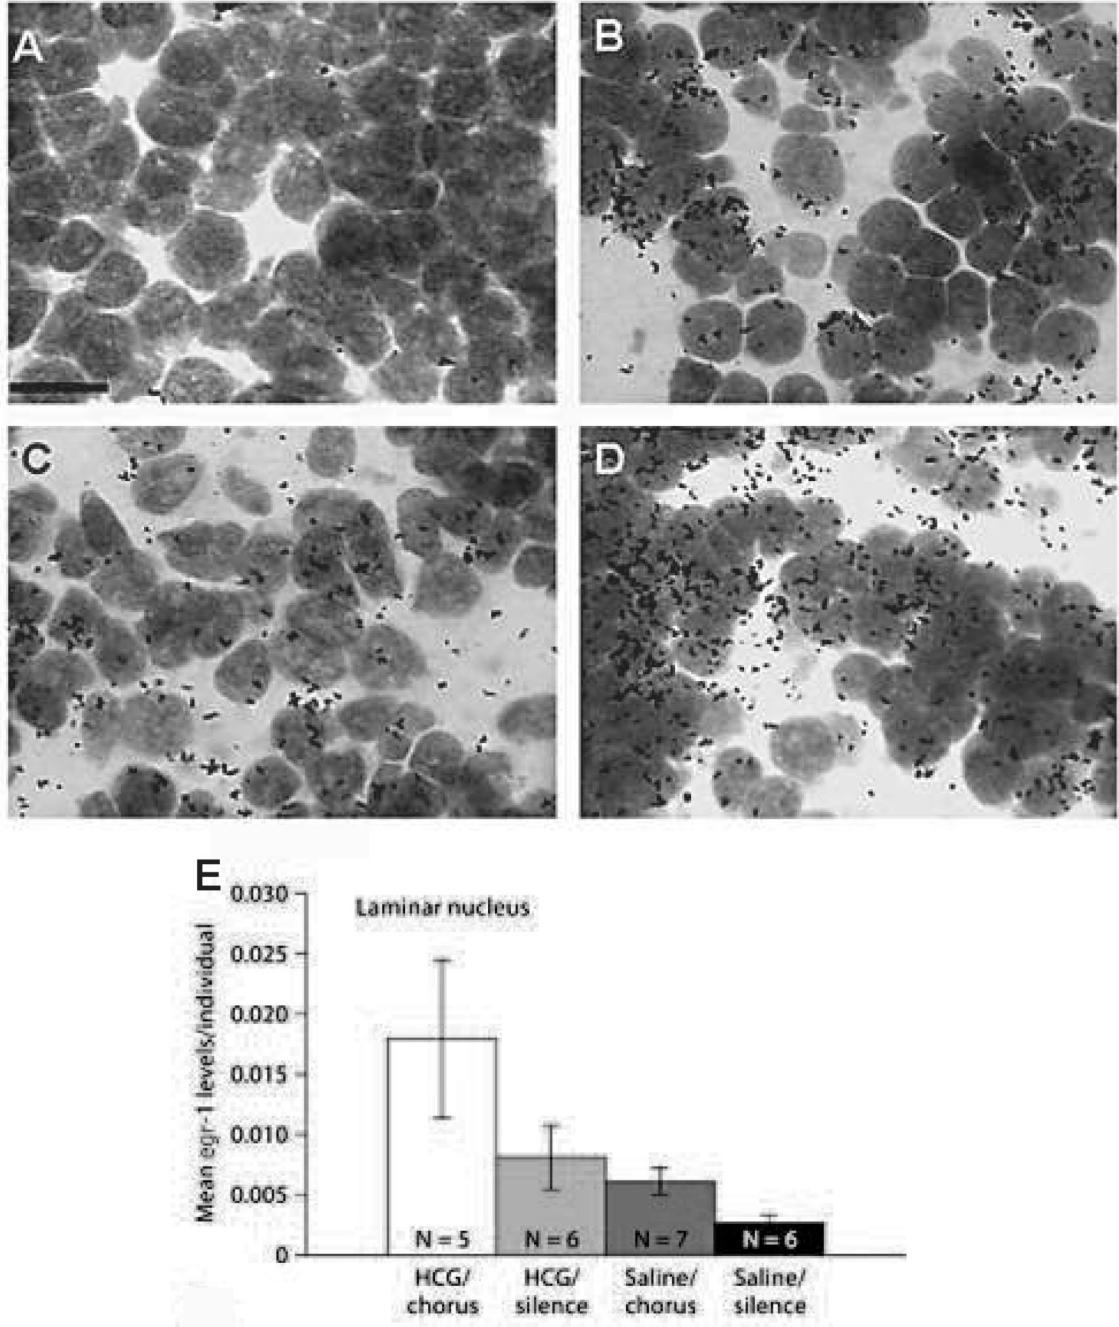 A
B
C
D
E
Laminar nucleus
Mean egr-1 levels/individual
0.030
0.025
0.020
0.015
0.010
0.005
0
N = 5
N = 6
N = 7
N = 6
HCG/
chorus
HCG/
silence
Saline/
chorus
Saline/
silence